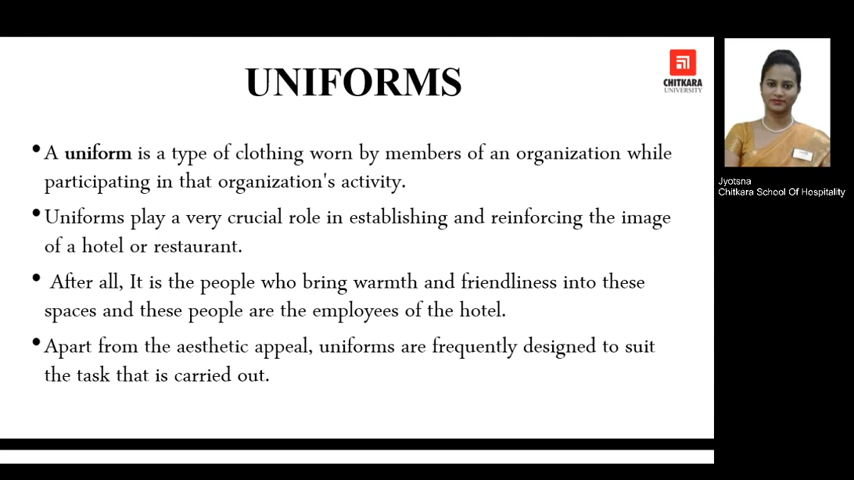 UNIFORMS
CHITKARA
UNIVERSITY
• A uniform is a type of clothing worn by members of an organization while
participating in that organization's activity.
• Uniforms play a very crucial role in establishing and reinforcing the image
of a hotel or restaurant.
• After all, It is the people who bring warmth and friendliness into these
spaces and these people are the employees of the hotel.
• Apart from the aesthetic appeal, uniforms are frequently designed to suit
the task that is carried out.
Jyotsna
Chitkara School Of Hospitality